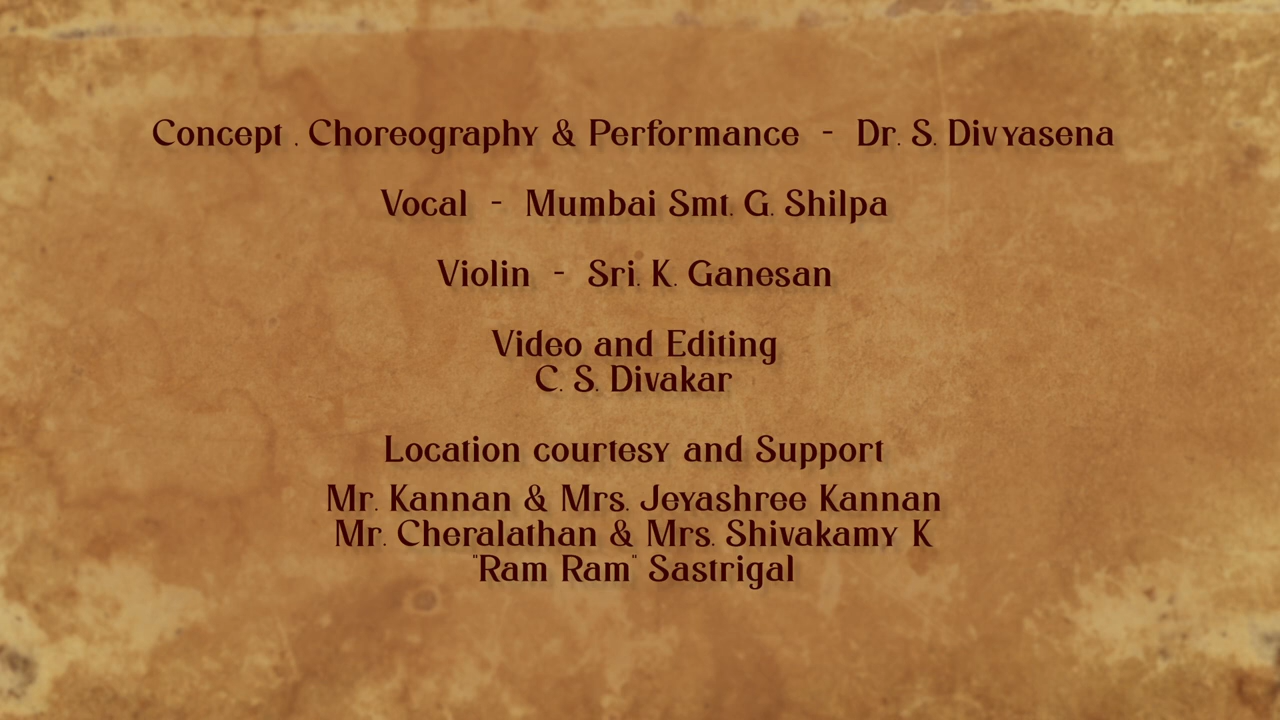 Concept . Choreography & Performance - Dr. S. Divyasena
Vocal - Mumbai Smt. G. Shilpa
Violin - Sri. K. Ganesan
Video and Editing
C. S. Divakar
Location courtesy and Support
Mr. Kannan & Mrs. Jeyashree Kannan
Mr. Cheralathan & Mrs. Shivakamy K
"Ram Ram" Sastrigal